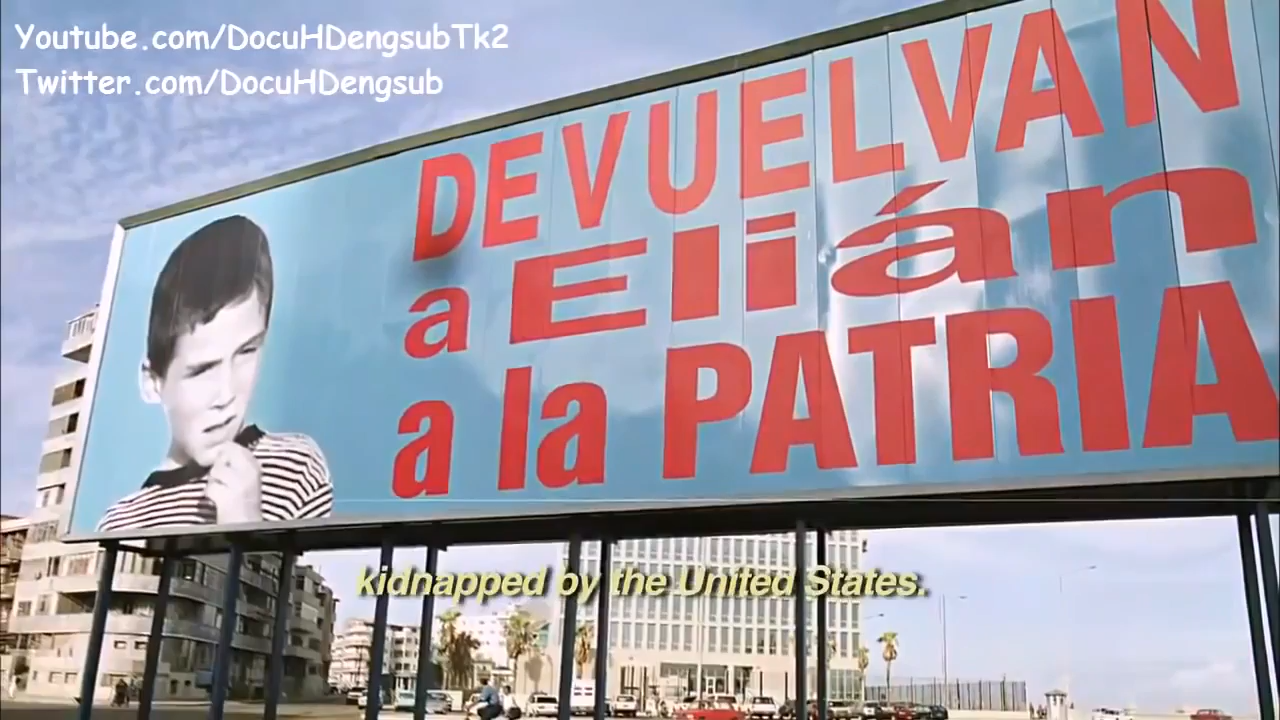 Youtube.com/DocuHDengsubTk2
Twitter.com/DocuHDengsub
DEVUELVAN
a Elián
a la PATRIA
kidnapped by the United States.